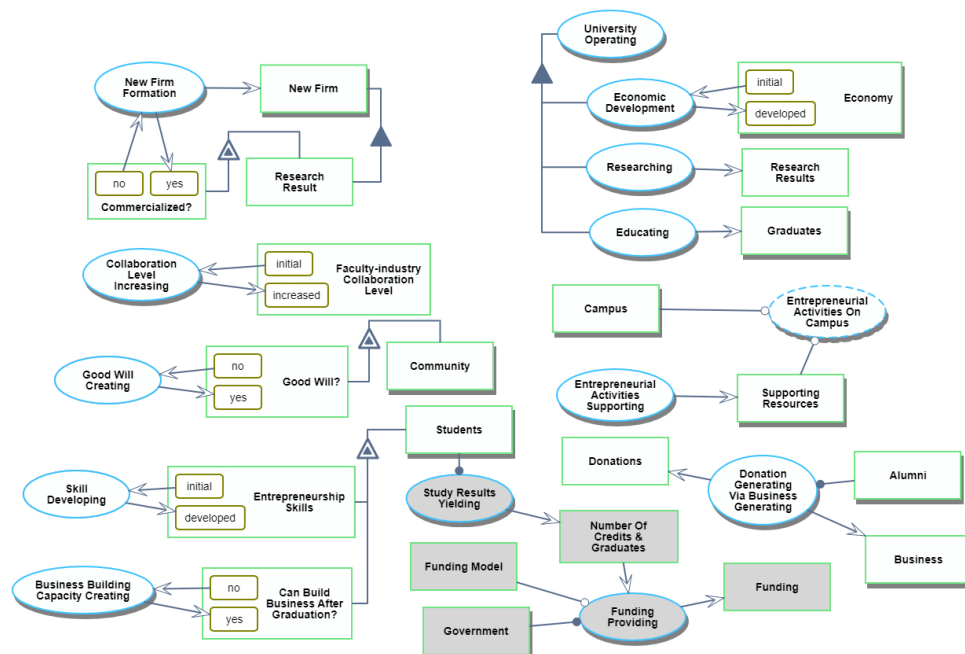 New Firm
Formation
New Firm
no
yes
Commercialized?
Research
Result
University
Operating
Economic
Development
initial
developed
Economy
Researching
Research
Results
Educating
Graduates
Collaboration
Level
Increasing
initial
increased
Faculty-industry
Collaboration
Level
Campus
Entrepreneurial
Activities On
Campus
Good Will
Creating
no
yes
Good Will?
Community
Entrepreneurial
Activities
Supporting
Supporting
Resources
Students
Donations
Donation
Generating
Via Business
Generating
Alumni
Business
Skill
Developing
initial
developed
Entrepreneurship
Skills
Study Results
Yielding
Number Of
Credits &
Graduates
Funding Model
Funding
Government
Funding
Providing
Business Building
Capacity Creating
no
yes
Can Build
Business After
Graduation?